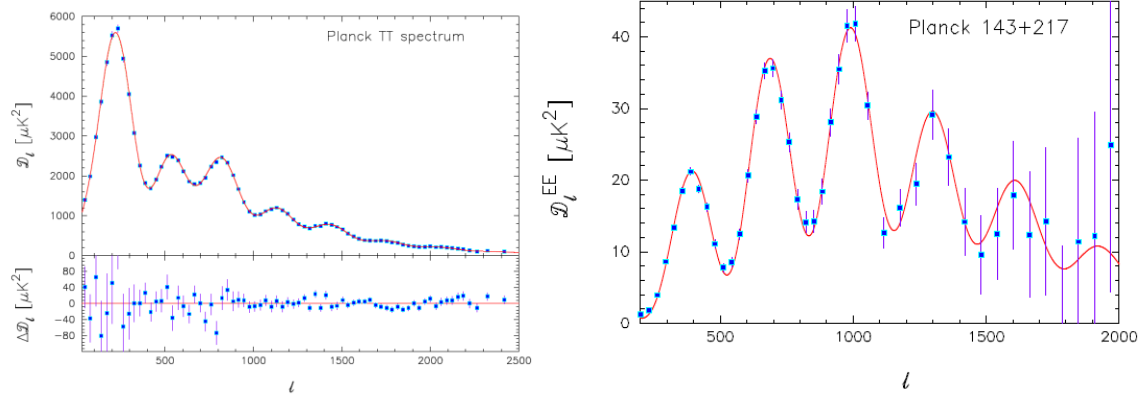 6000
5000
4000
3000
2000
1000
0
𝒟ℓ [μK²]
Planck TT spectrum
80
40
0
−40
−80
Δ𝒟ℓ [μK²]
500 1000 1500 2000 2500
ℓ
40
30
20
10
0
𝒟ℓ^EE [μK²]
Planck 143+217
500 1000 1500 2000
ℓ